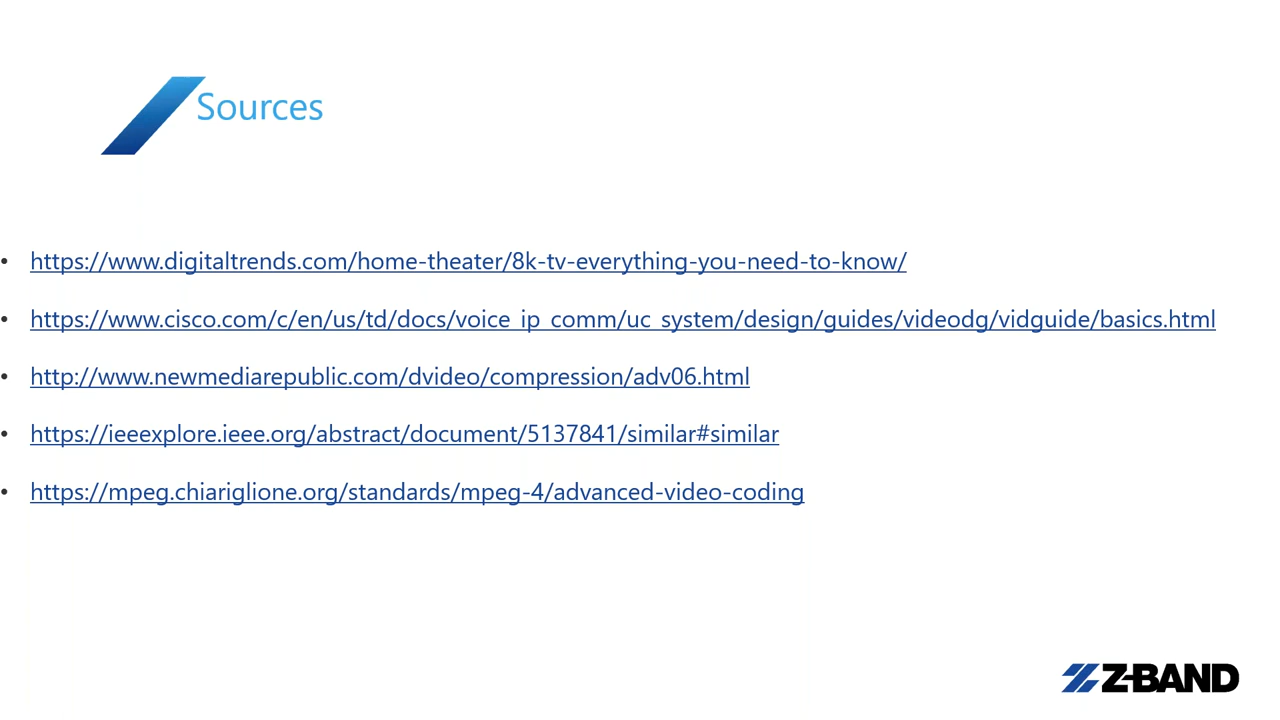 Sources
• https://www.digitaltrends.com/home-theater/8k-tv-everything-you-need-to-know/
• https://www.cisco.com/c/en/us/td/docs/voice_ip_comm/uc_system/design/guides/videodg/vidguide/basics.html
• http://www.newmediarepublic.com/dvideo/compression/adv06.html
• https://ieeexplore.ieee.org/abstract/document/5137841/similar#similar
• https://mpeg.chiariglione.org/standards/mpeg-4/advanced-video-coding
Z-BAND